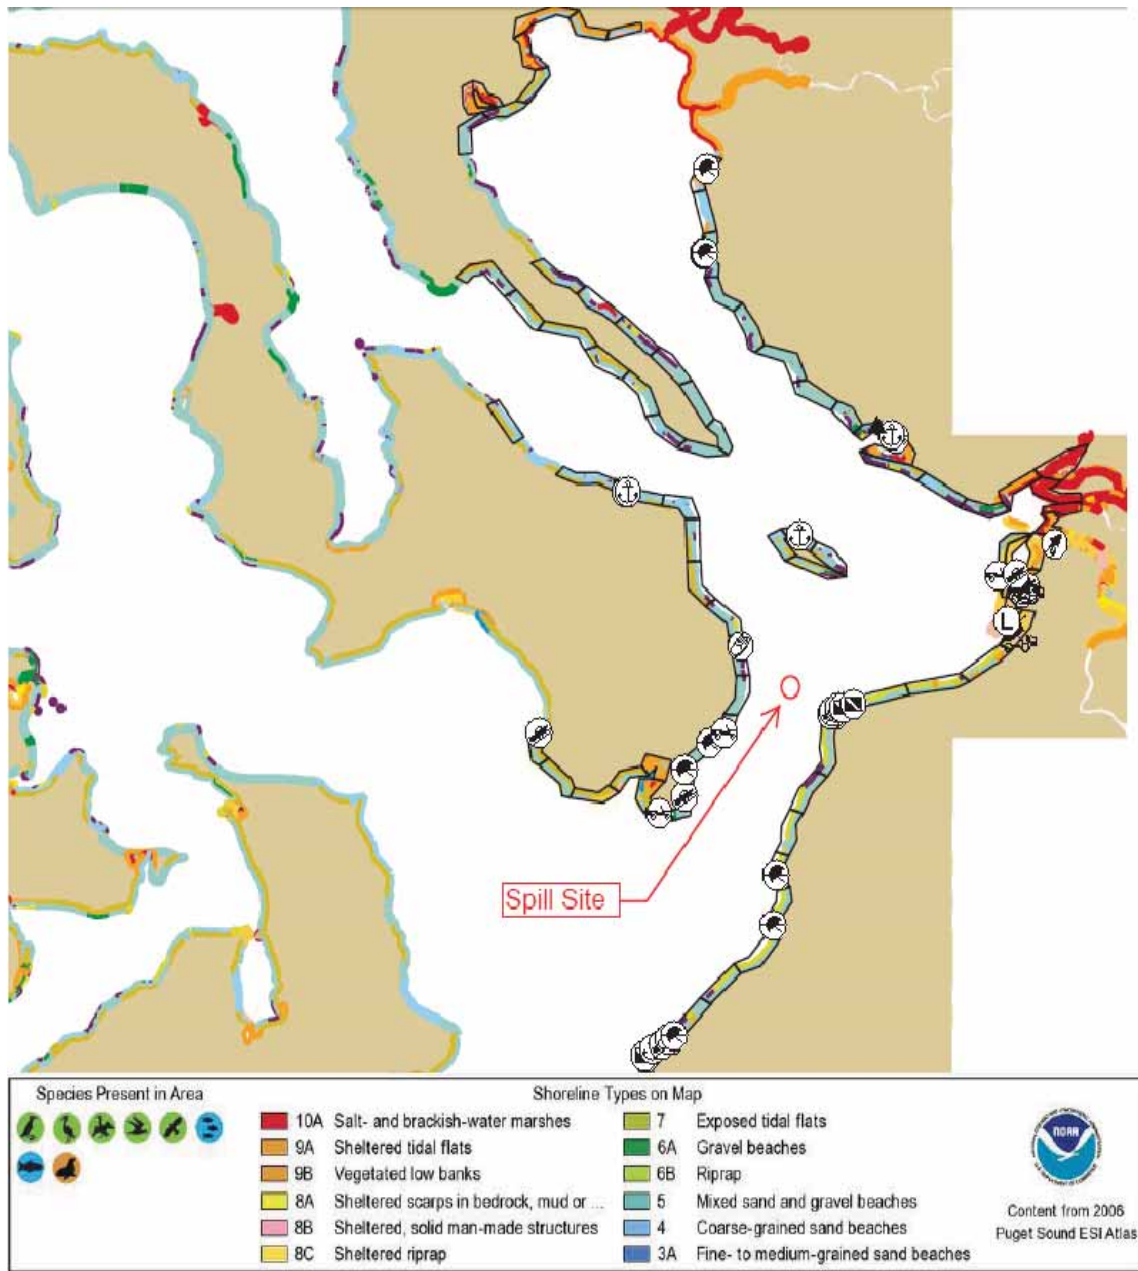 L
Spill Site
Species Present in Area
Shoreline Types on Map
10A Salt- and brackish-water marshes
9A Sheltered tidal flats
9B Vegetated low banks
8A Sheltered scarps in bedrock, mud or ...
8B Sheltered, solid man-made structures
8C Sheltered riprap
7 Exposed tidal flats
6A Gravel beaches
6B Riprap
5 Mixed sand and gravel beaches
4 Coarse-grained sand beaches
3A Fine- to medium-grained sand beaches
NOAA
Content from 2006
Puget Sound ESI Atlas